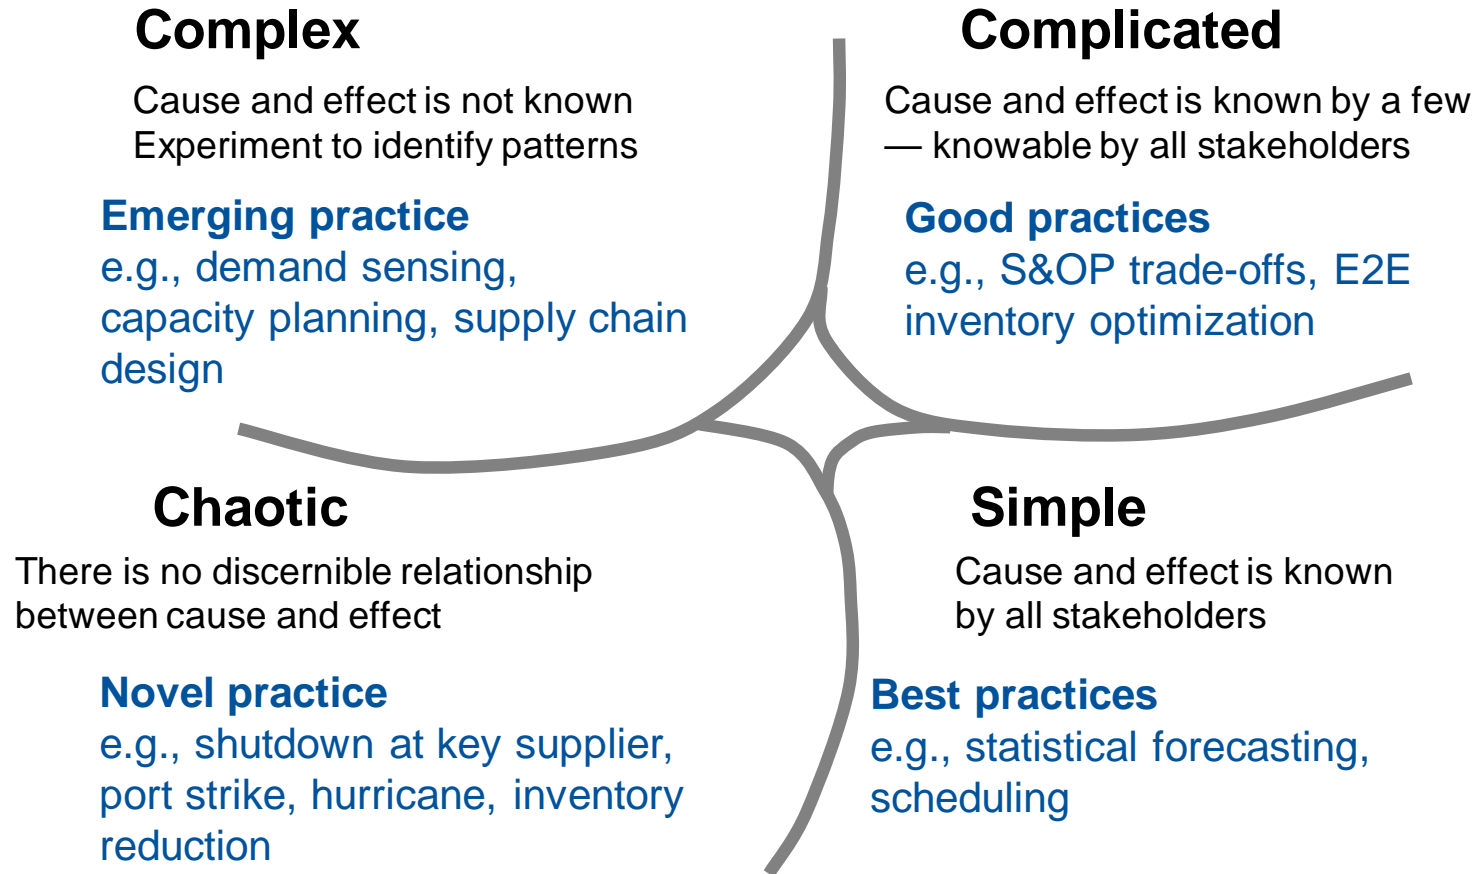 Complex
Cause and effect is not known
Experiment to identify patterns
Emerging practice
e.g., demand sensing,
capacity planning, supply chain
design
Complicated
Cause and effect is known by a few
— knowable by all stakeholders
Good practices
e.g., S&OP trade-offs, E2E
inventory optimization
Chaotic
There is no discernible relationship
between cause and effect
Novel practice
e.g., shutdown at key supplier,
port strike, hurricane, inventory
reduction
Simple
Cause and effect is known
by all stakeholders
Best practices
e.g., statistical forecasting,
scheduling